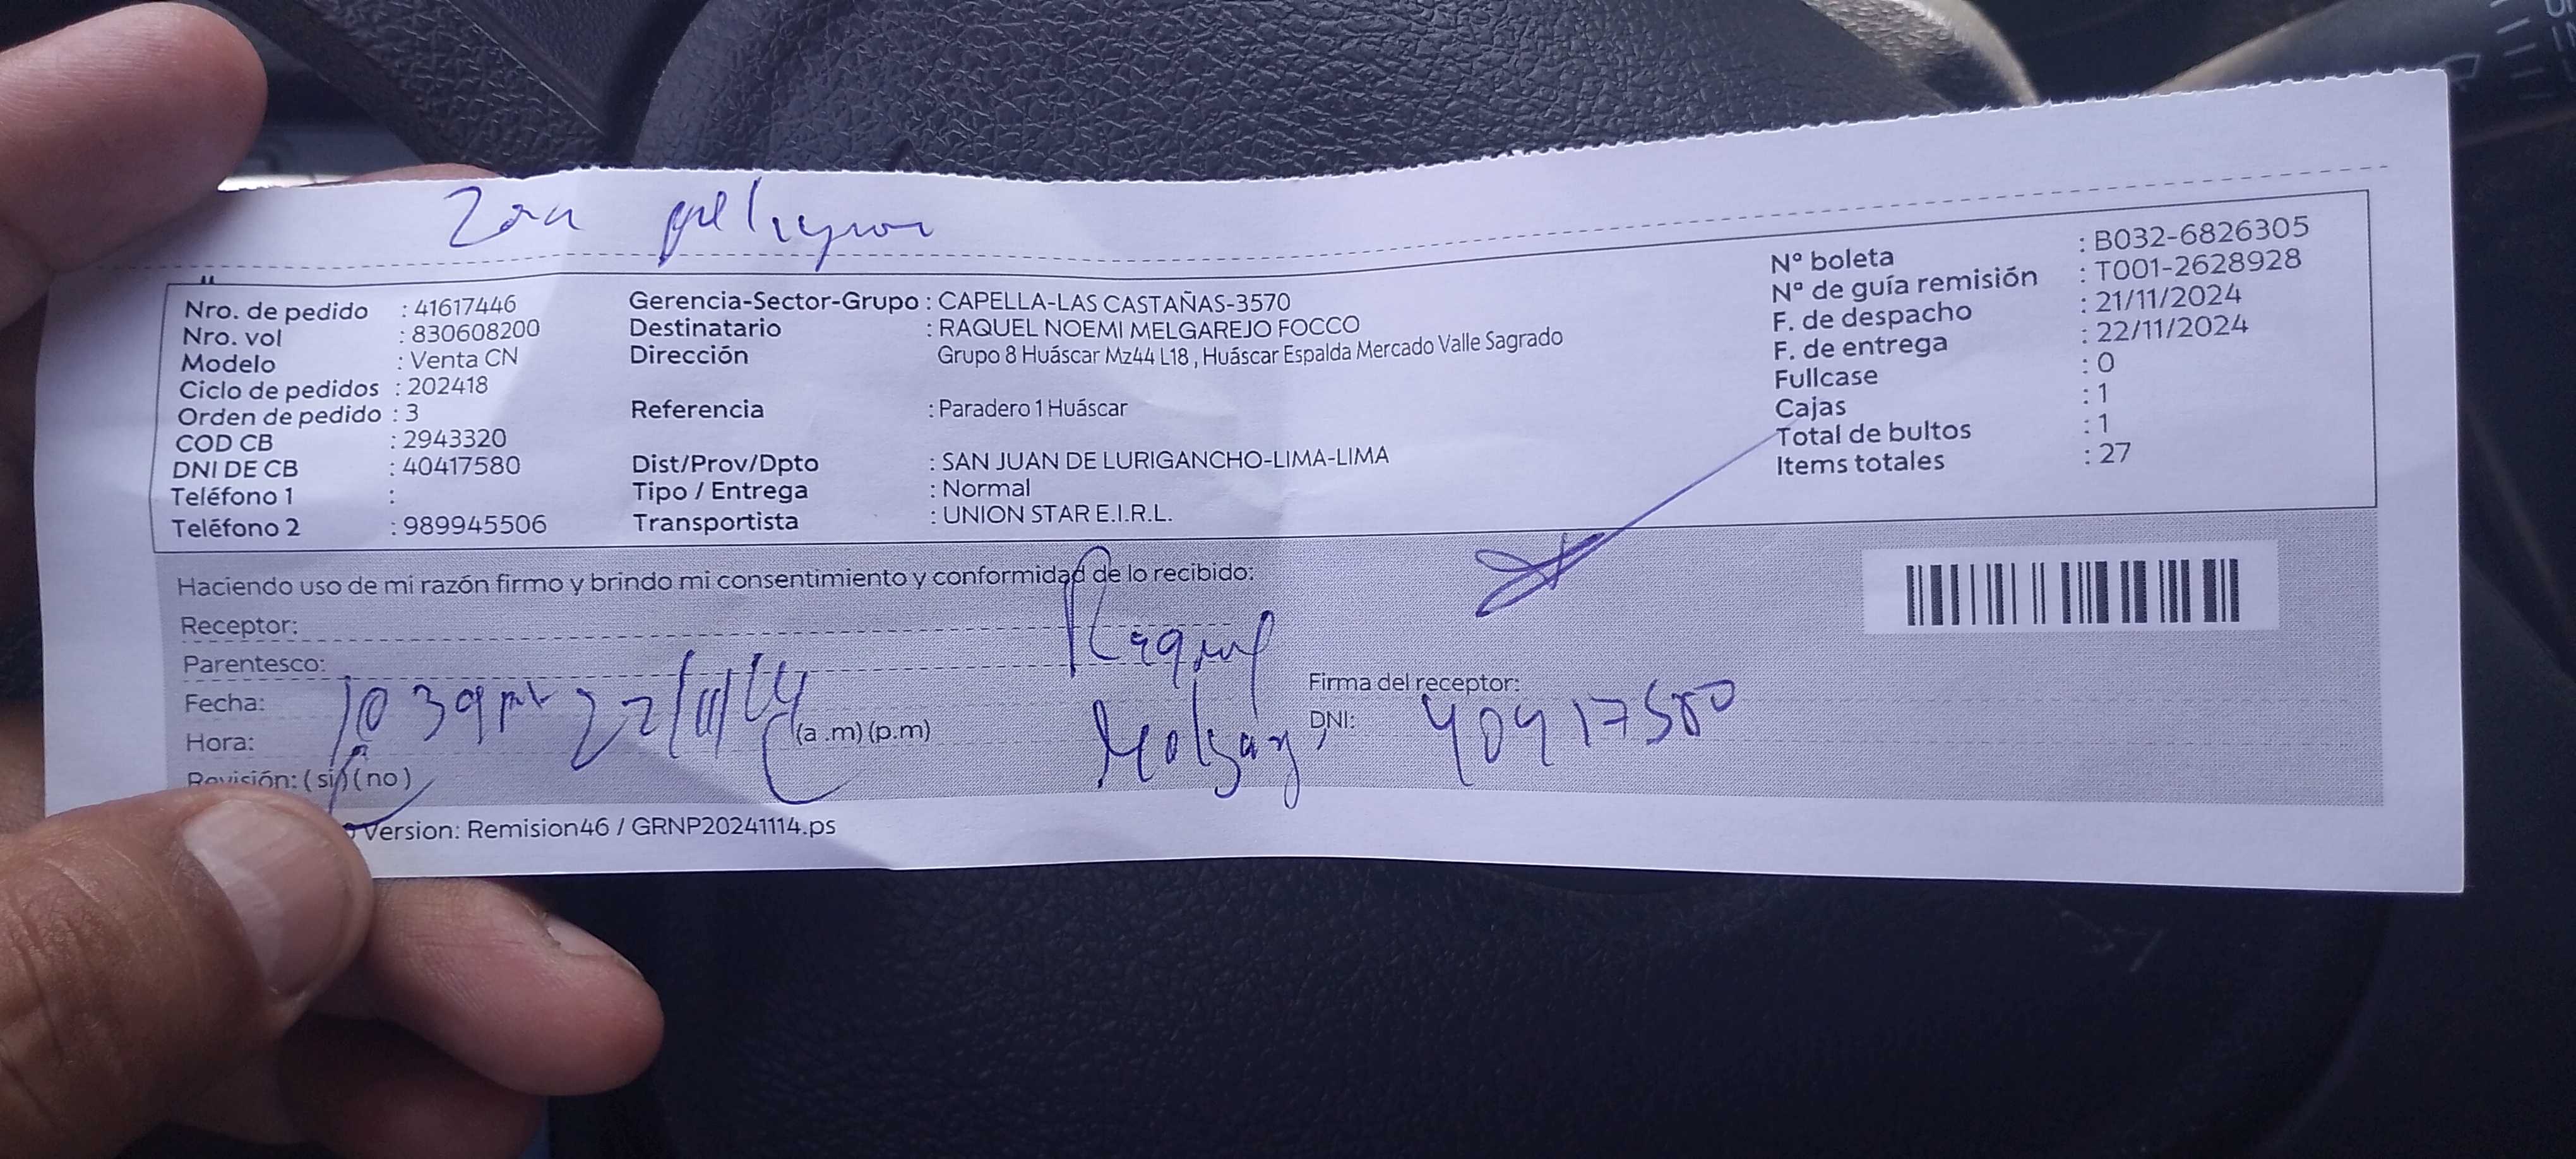 Zona peligrosa
Nro. de pedido : 41617446
Nro. vol : 830608200
Modelo : Venta CN
Ciclo de pedidos : 202418
Orden de pedido : 3
COD CB : 2943320
DNI DE CB : 40417580
Teléfono 1 :
Teléfono 2 : 989945506
Gerencia-Sector-Grupo : CAPELLA-LAS CASTAÑAS-3570
Destinatario : RAQUEL NOEMI MELGAREJO FOCCO
Dirección Grupo 8 Huáscar Mz44 L18 , Huáscar Espalda Mercado Valle Sagrado
Referencia : Paradero 1 Huáscar
Dist/Prov/Dpto : SAN JUAN DE LURIGANCHO-LIMA-LIMA
Tipo / Entrega : Normal
Transportista : UNION STAR E.I.R.L.
Nº boleta : B032-6826305
Nº de guía remisión : T001-2628928
F. de despacho : 21/11/2024
F. de entrega : 22/11/2024
Fullcase : 0
Cajas : 1
Total de bultos : 1
Items totales : 27
Haciendo uso de mi razón firmo y brindo mi consentimiento y conformidad de lo recibido:
Receptor: Raquel
Parentesco:
Fecha: 22/11/24
Hora: (a .m) (p.m)
Revisión: ( si) ( no )
Firma del receptor:
DNI: 40417580
Version: Remision46 / GRNP20241114.ps